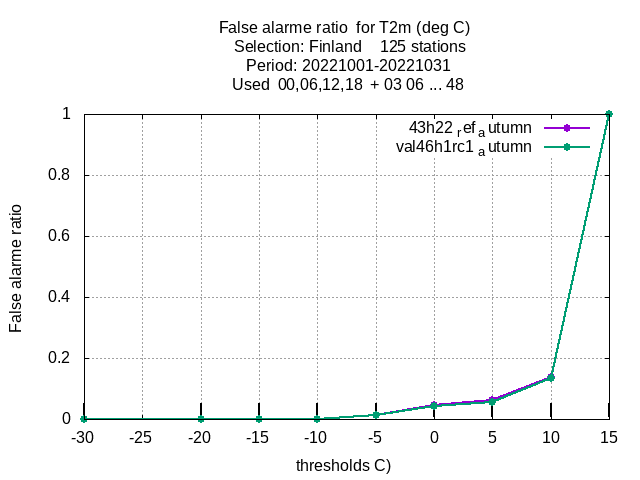 False alarme ratio for T2m (deg C)
Selection: Finland 125 stations
Period: 20221001-20221031
Used 00,06,12,18 + 03 06 ... 48
43h22 ref a utumn
val46h1rc1 a utumn
1
0.8
0.6
0.4
0.2
0
False alarme ratio
-30 -25 -20 -15 -10 -5 0 5 10 15
thresholds C)